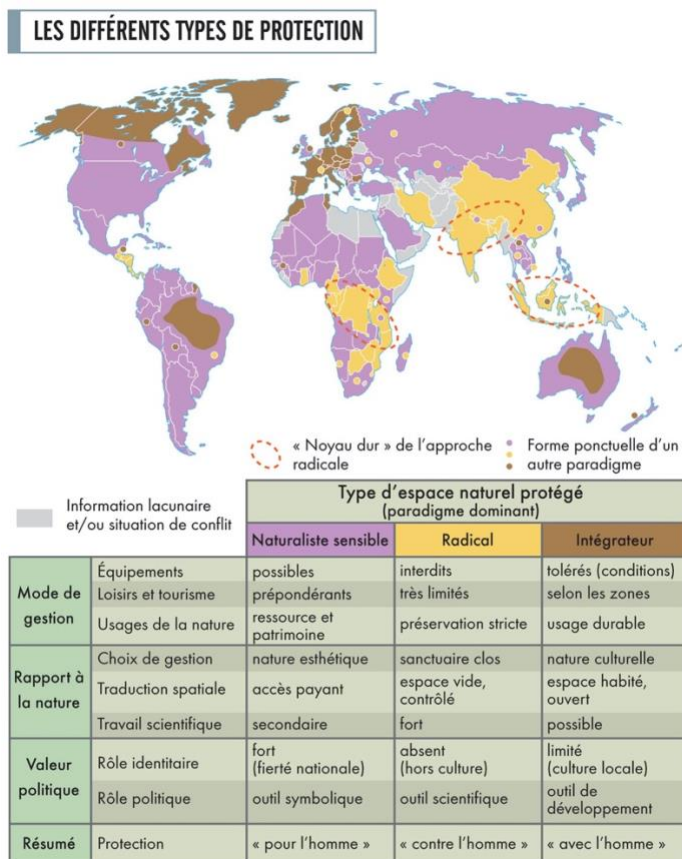 LES DIFFÉRENTS TYPES DE PROTECTION
« Noyau dur » de l’approche
radicale
Forme ponctuelle d’un
autre paradigme
Information lacunaire
et/ou situation de conflit
Type d’espace naturel protégé
(paradigme dominant)
Naturaliste sensible Radical Intégrateur
Mode de
gestion
Équipements possibles interdits tolérés (conditions)
Loisirs et tourisme prépondérants très limités selon les zones
Usages de la nature ressource et
patrimoine préservation stricte usage durable
Rapport à
la nature
Choix de gestion nature esthétique sanctuaire clos nature culturelle
Traduction spatiale accès payant espace vide,
contrôlé espace habité,
ouvert
Travail scientifique secondaire fort possible
Valeur
politique
Rôle identitaire fort
(fierté nationale) absent
(hors culture) limité
(culture locale)
Rôle politique outil symbolique outil scientifique outil de
développement
Résumé Protection « pour l’homme » « contre l’homme » « avec l’homme »